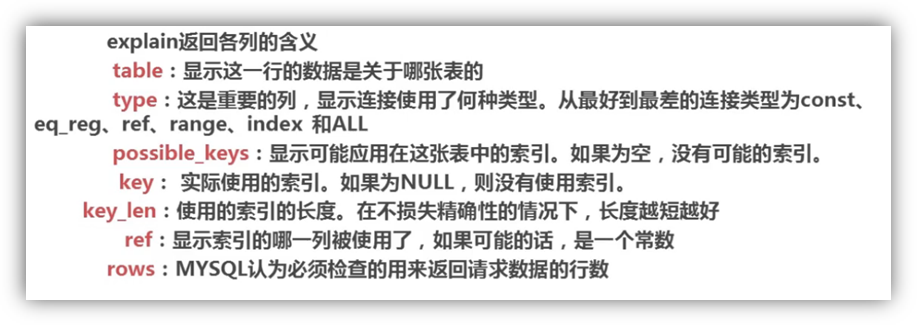 explain返回各列的含义
table：显示这一行的数据是关于哪张表的
type：这是重要的列，显示连接使用了何种类型。从最好到最差的连接类型为const、
eq_reg、ref、range、index 和ALL
possible_keys：显示可能应用在这张表中的索引。如果为空，没有可能的索引。
key： 实际使用的索引。如果为NULL，则没有使用索引。
key_len：使用的索引的长度。在不损失精确性的情况下，长度越短越好
ref：显示索引的哪一列被使用了，如果可能的话，是一个常数
rows：MYSQL认为必须检查的用来返回请求数据的行数